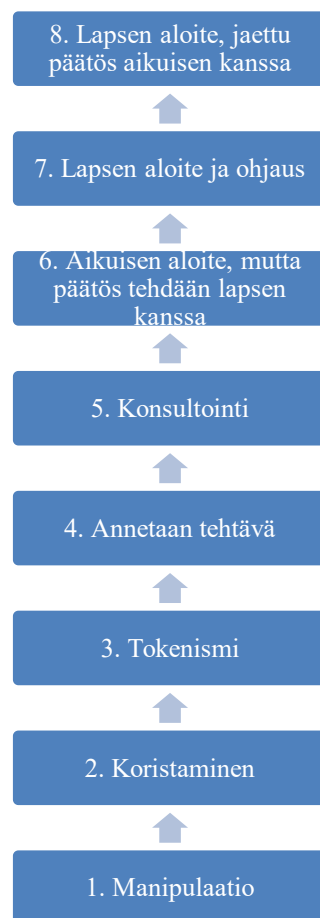 8. Lapsen aloite, jaettu
päätös aikuisen kanssa
7. Lapsen aloite ja ohjaus
6. Aikuisen aloite, mutta
päätös tehdään lapsen
kanssa
5. Konsultointi
4. Annetaan tehtävä
3. Tokenismi
2. Koristaminen
1. Manipulaatio